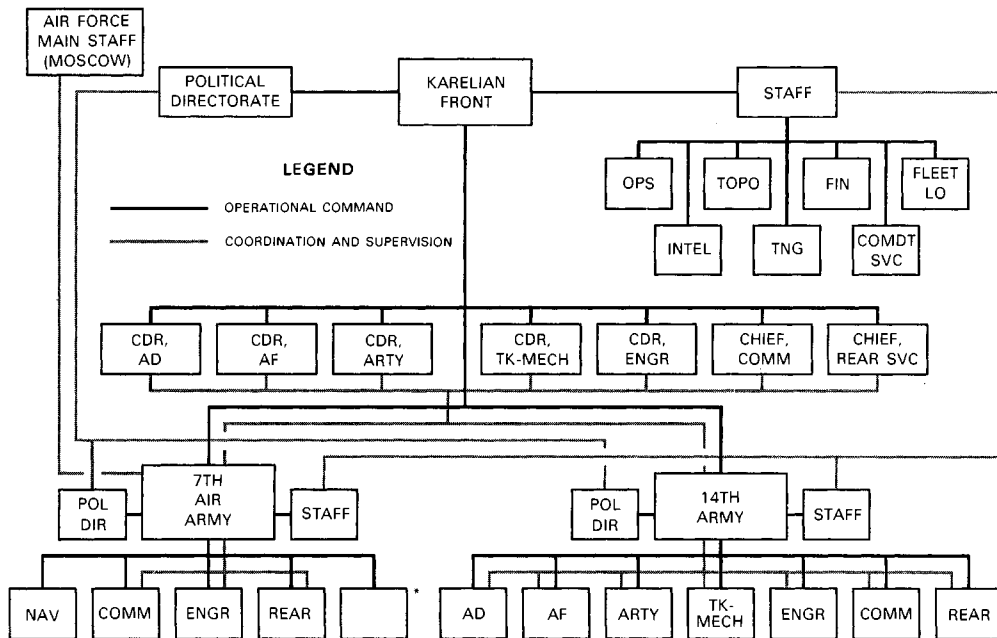 AIR FORCE
MAIN STAFF
(MOSCOW)
POLITICAL
DIRECTORATE
KARELIAN
FRONT
STAFF
LEGEND
OPERATIONAL COMMAND
COORDINATION AND SUPERVISION
OPS
TOPO
FIN
FLEET
LO
INTEL
TNG
COMDT
SVC
CDR,
AD
CDR,
AF
CDR,
ARTY
CDR,
TK-MECH
CDR,
ENGR
CHIEF,
COMM
CHIEF,
REAR SVC
POL
DIR
7TH
AIR
ARMY
STAFF
POL
DIR
14TH
ARMY
STAFF
NAV
COMM
ENGR
REAR
*
AD
AF
ARTY
TK-
MECH
ENGR
COMM
REAR